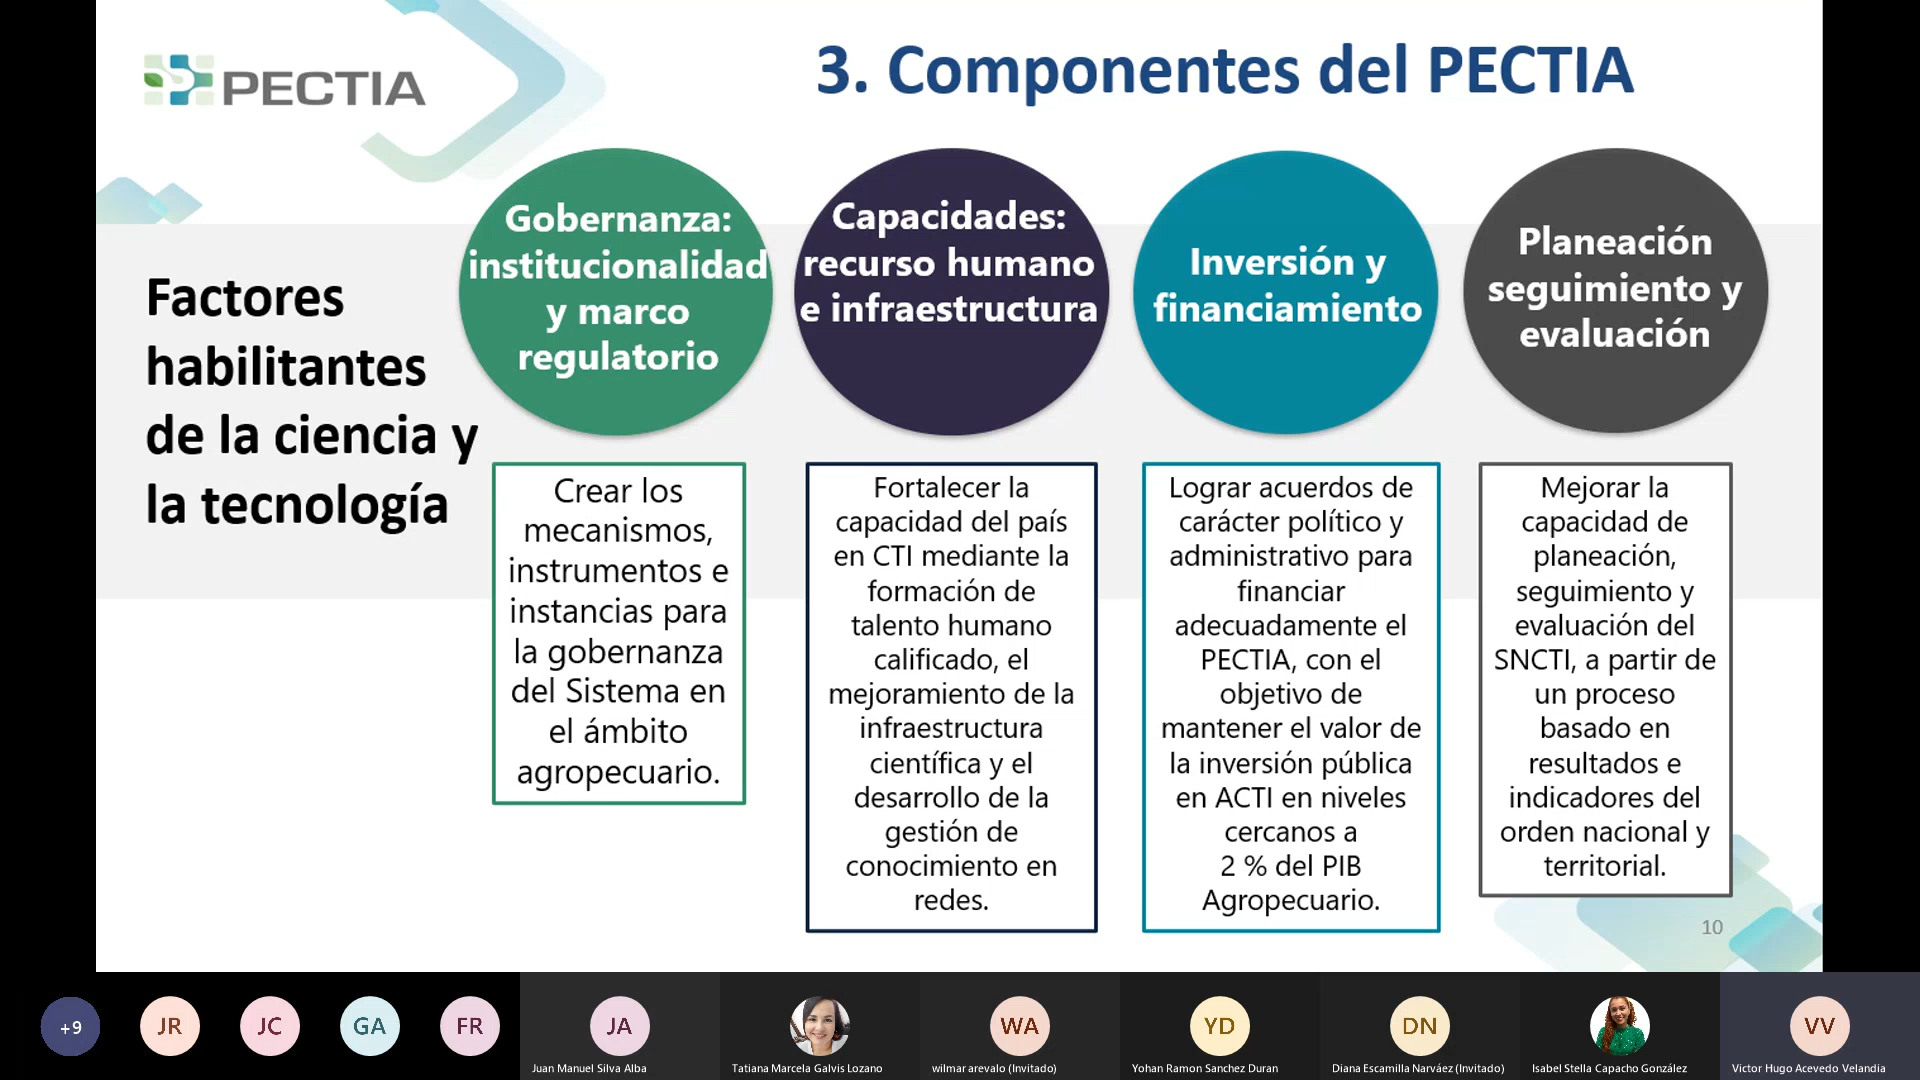 PECTIA
3. Componentes del PECTIA
Factores
habilitantes
de la ciencia y
la tecnología
Gobernanza:
institucionalidad
y marco
regulatorio
Crear los
mecanismos,
instrumentos e
instancias para
la gobernanza
del Sistema en
el ámbito
agropecuario.
Capacidades:
recurso humano
e infraestructura
Fortalecer la
capacidad del país
en CTI mediante la
formación de
talento humano
calificado, el
mejoramiento de la
infraestructura
científica y el
desarrollo de la
gestión de
conocimiento en
redes.
Inversión y
financiamiento
Lograr acuerdos de
carácter político y
administrativo para
financiar
adecuadamente el
PECTIA, con el
objetivo de
mantener el valor de
la inversión pública
en ACTI en niveles
cercanos a
2 % del PIB
Agropecuario.
Planeación
seguimiento y
evaluación
Mejorar la
capacidad de
planeación,
seguimiento y
evaluación del
SNCTI, a partir de
un proceso
basado en
resultados e
indicadores del
orden nacional y
territorial.
10
+9
JR
JC
GA
FR
JA
Juan Manuel Silva Alba
Tatiana Marcela Galvis Lozano
WA
wilmar arevalo (Invitado)
YD
Yohan Ramon Sanchez Duran
DN
Diana Escamilla Narváez (Invitado)
Isabel Stella Capacho González
VV
Victor Hugo Acevedo Velandia